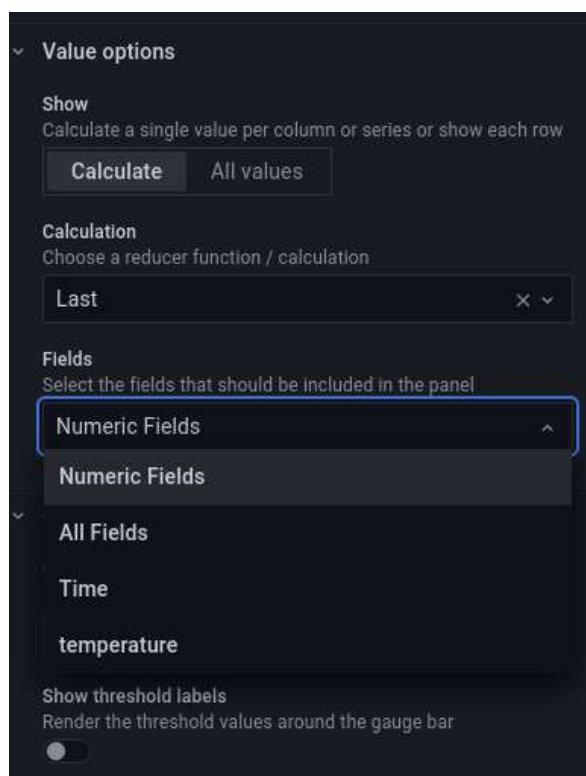 Value options
Show
Calculate a single value per column or series or show each row
Calculate All values
Calculation
Choose a reducer function / calculation
Last
Fields
Select the fields that should be included in the panel
Numeric Fields
Numeric Fields
All Fields
Time
temperature
Show threshold labels
Render the threshold values around the gauge bar